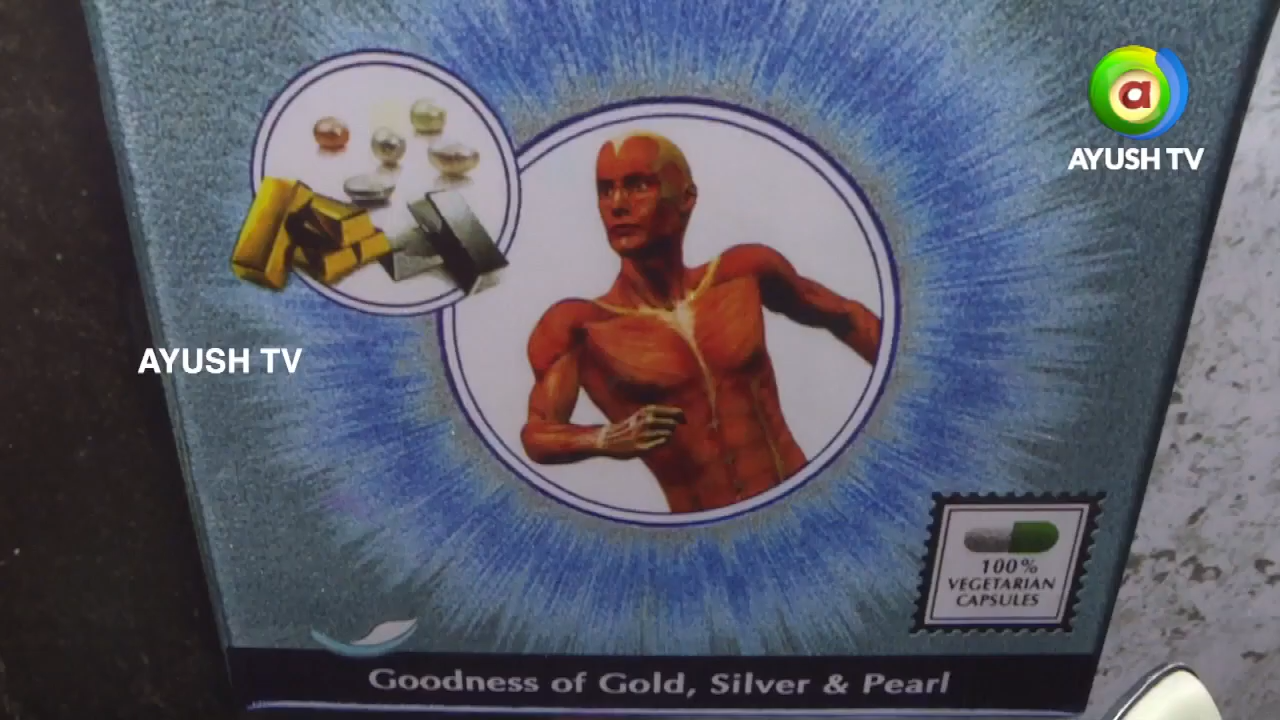 a
AYUSH TV
AYUSH TV
100%
VEGETARIAN
CAPSULES
Goodness of Gold, Silver & Pearl